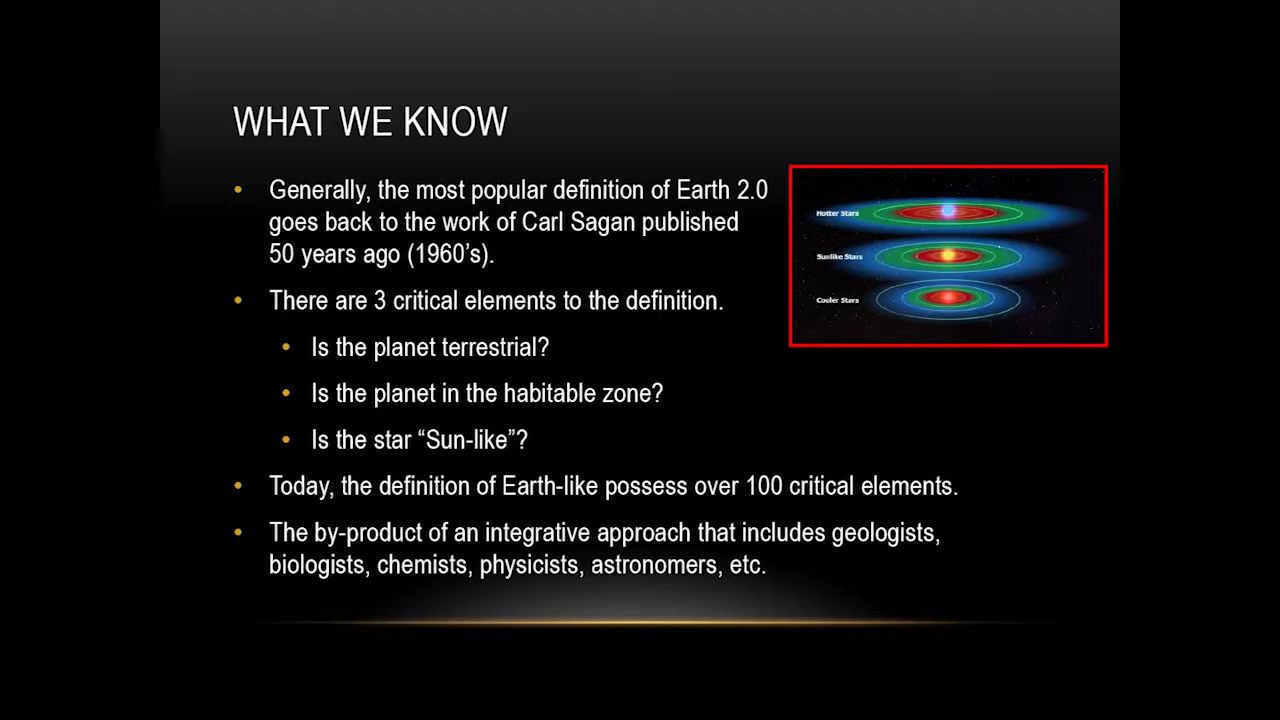 WHAT WE KNOW
• Generally, the most popular definition of Earth 2.0
goes back to the work of Carl Sagan published
50 years ago (1960’s).
• There are 3 critical elements to the definition.
• Is the planet terrestrial?
• Is the planet in the habitable zone?
• Is the star “Sun-like”?
• Today, the definition of Earth-like possess over 100 critical elements.
• The by-product of an integrative approach that includes geologists,
biologists, chemists, physicists, astronomers, etc.
Hotter Stars
Sunlike Stars
Cooler Stars